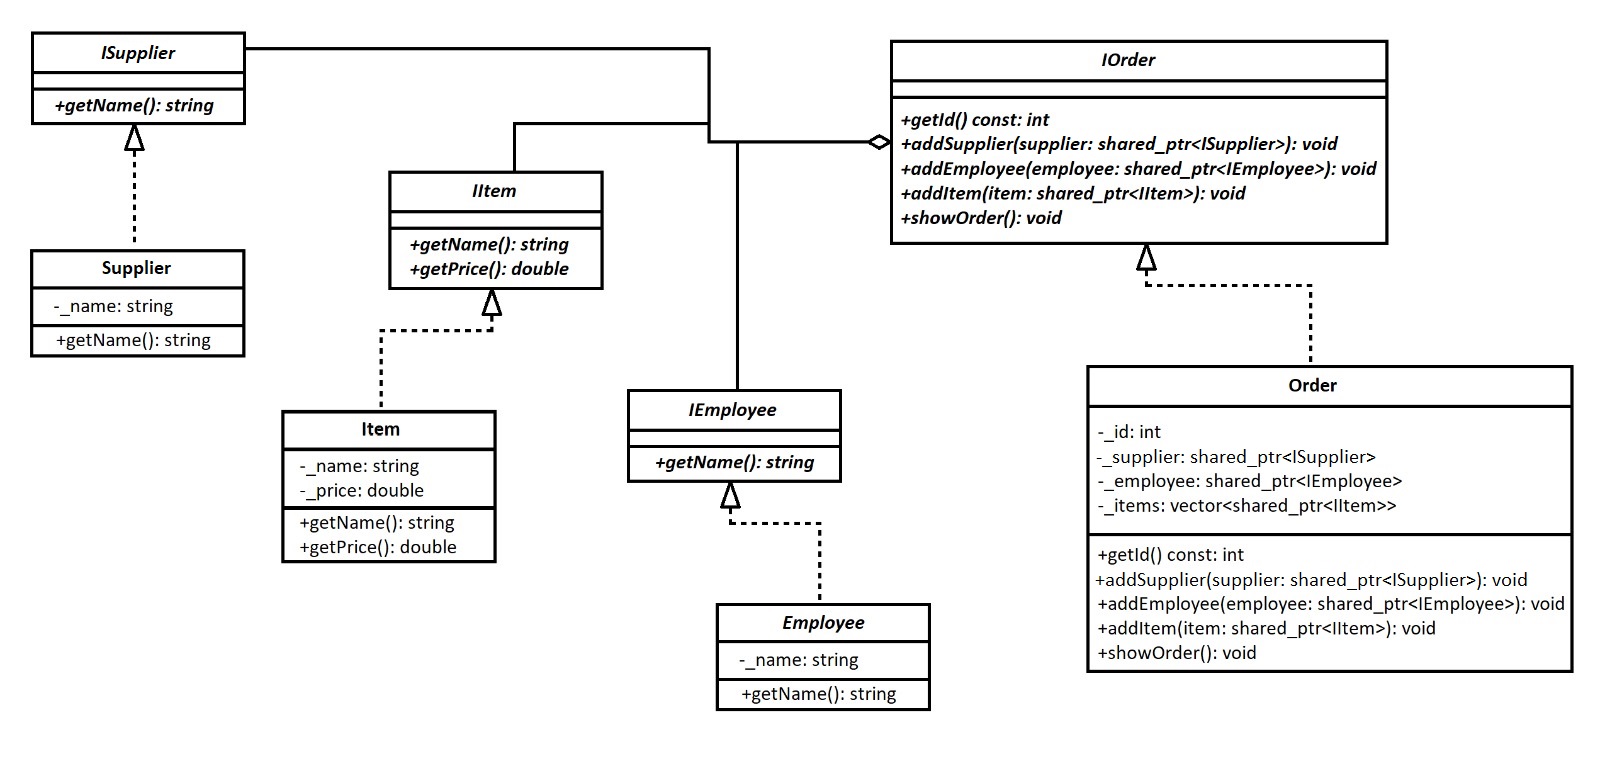 ISupplier
+getName(): string
Supplier
-_name: string
+getName(): string
IItem
+getName(): string
+getPrice(): double
Item
-_name: string
-_price: double
+getName(): string
+getPrice(): double
IEmployee
+getName(): string
Employee
-_name: string
+getName(): string
IOrder
+getId() const: int
+addSupplier(supplier: shared_ptr<ISupplier>): void
+addEmployee(employee: shared_ptr<IEmployee>): void
+addItem(item: shared_ptr<IItem>): void
+showOrder(): void
Order
-_id: int
-_supplier: shared_ptr<ISupplier>
-_employee: shared_ptr<IEmployee>
-_items: vector<shared_ptr<IItem>>
+getId() const: int
+addSupplier(supplier: shared_ptr<ISupplier>): void
+addEmployee(employee: shared_ptr<IEmployee>): void
+addItem(item: shared_ptr<IItem>): void
+showOrder(): void